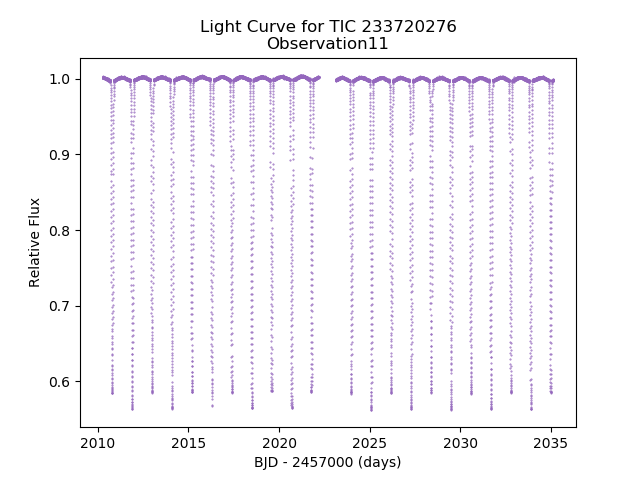 Light Curve for TIC 233720276
Observation11
Relative Flux
1.0
0.9
0.8
0.7
0.6
2010 2015 2020 2025 2030 2035
BJD - 2457000 (days)